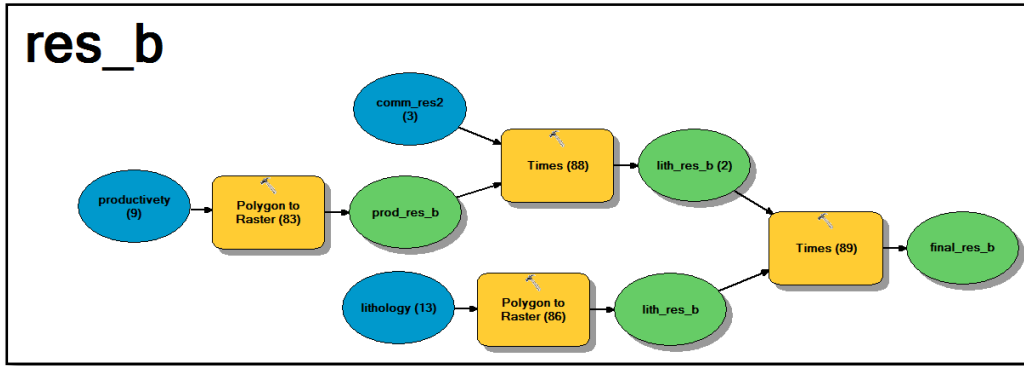 res_b
comm_res2
(3)
Times (88)
lith_res_b (2)
productively
(9)
Polygon to
Raster (83)
prod_res_b
Times (89)
final_res_b
lithology (13)
Polygon to
Raster (86)
lith_res_b